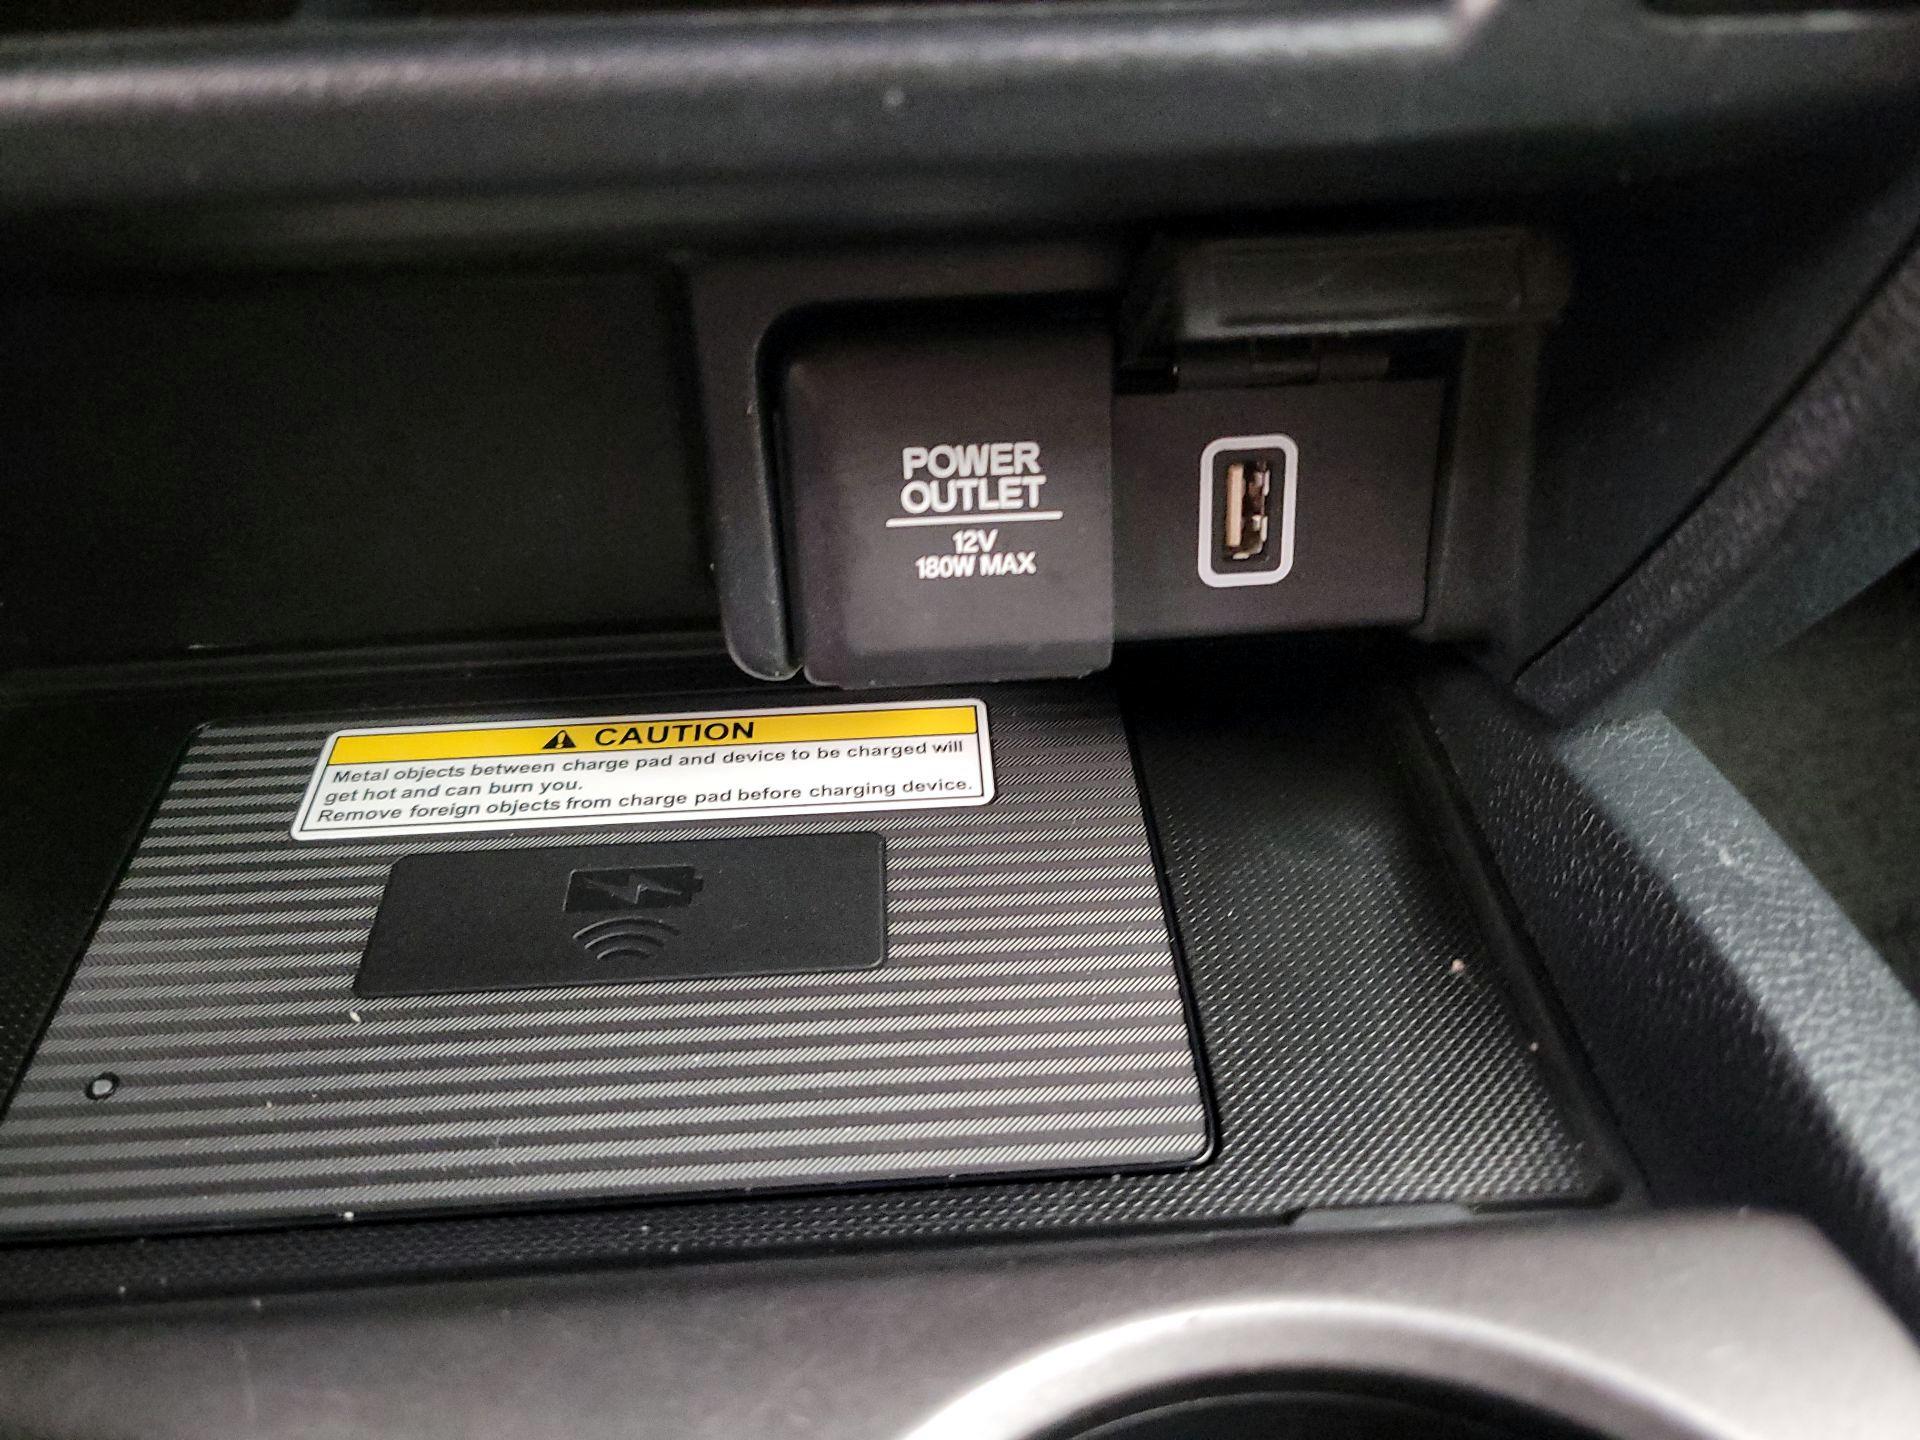 POWER
OUTLET
12V
180W MAX
CAUTION
Metal objects between charge pad and device to be charged will
get hot and can burn you.
Remove foreign objects from charge pad before charging device.